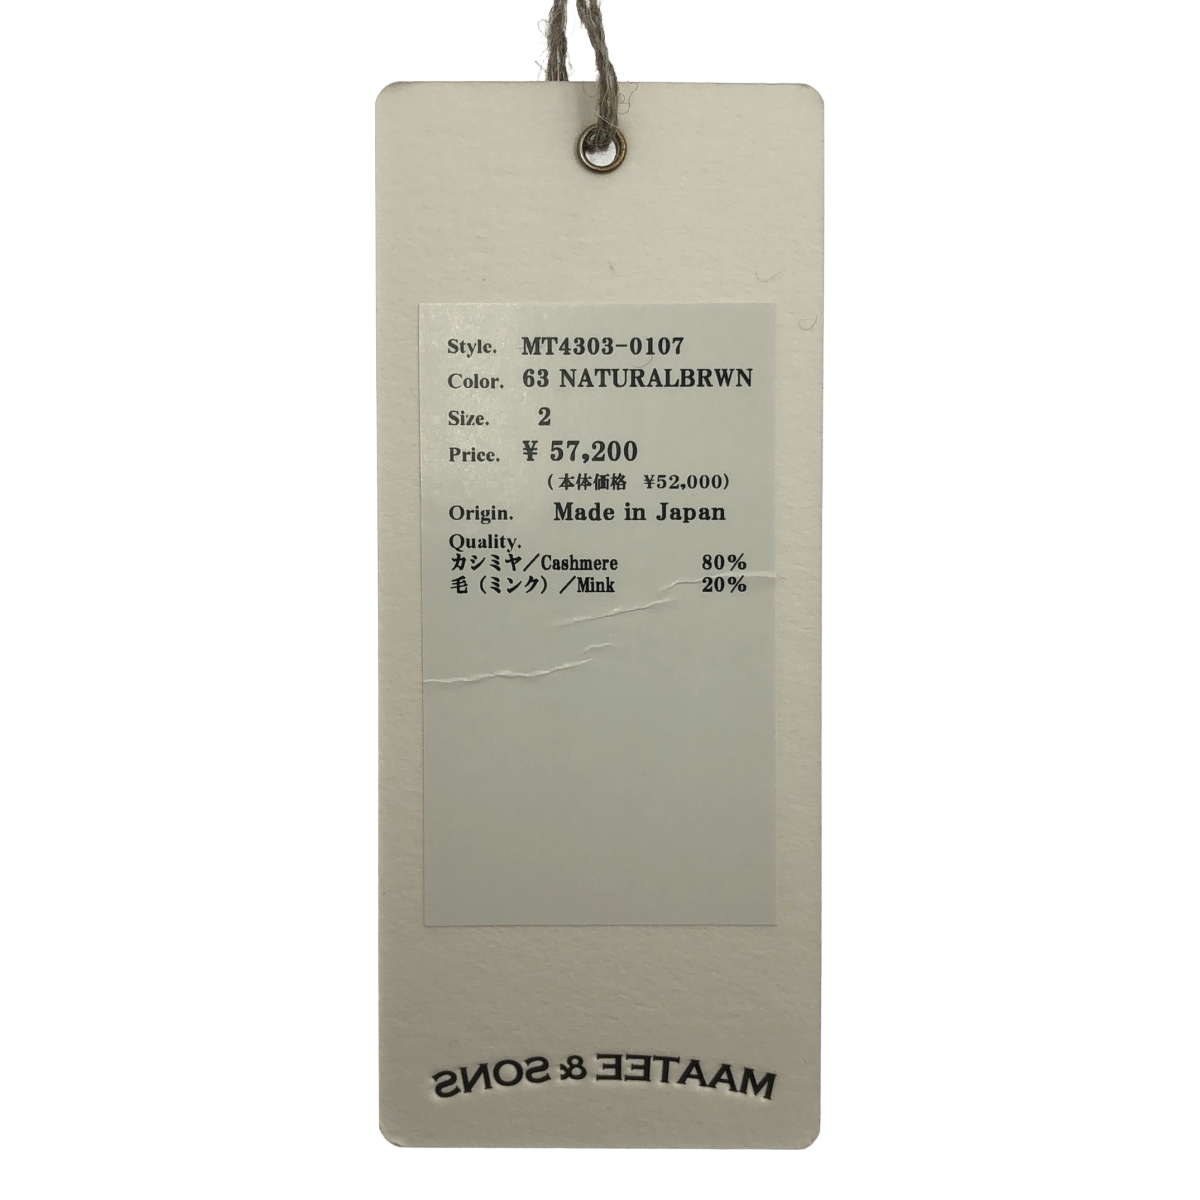 Style. MT4303-0107
Color. 63 NATURALBRWN
Size. 2
Price. ¥ 57,200
(本体価格 ¥52,000)
Origin. Made in Japan
Quality.
カシミヤ/Cashmere 80%
毛(ミンク)/Mink 20%
MAATEE & SONS